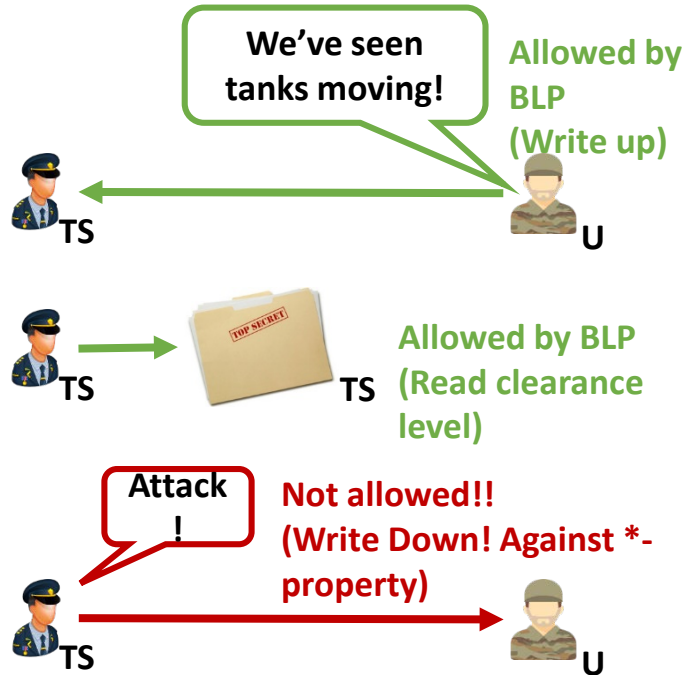 We’ve seen
tanks moving!
Allowed by
BLP
(Write up)
TS
U
TOP SECRET
TS
TS
Allowed by BLP
(Read clearance
level)
Attack
!
Not allowed!!
(Write Down! Against *-
property)
TS
U